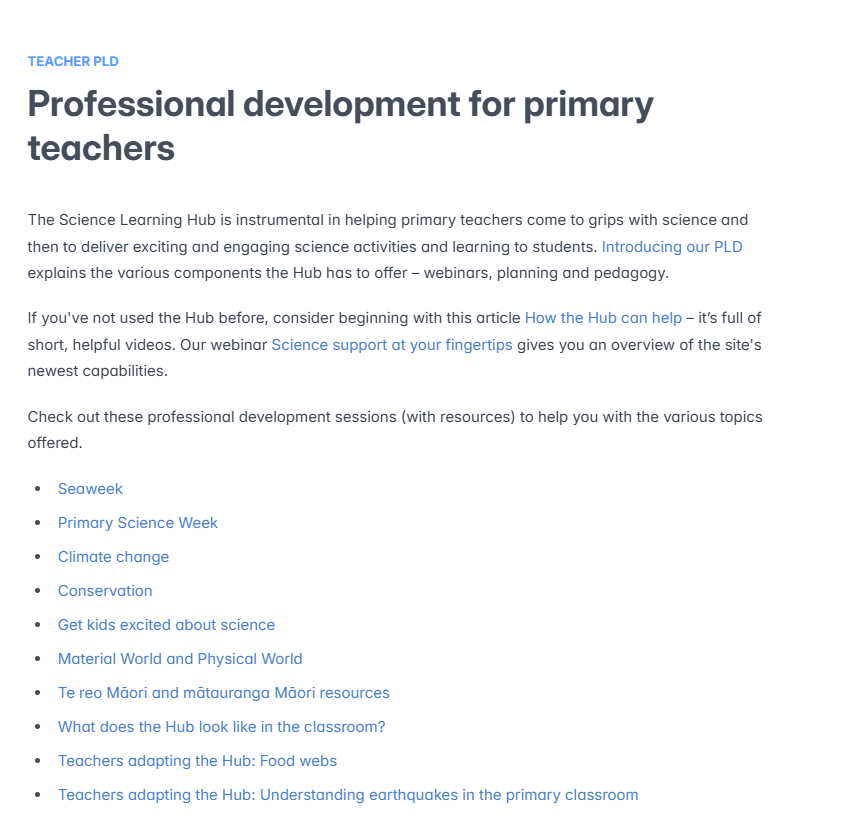 TEACHER PLD
Professional development for primary
teachers
The Science Learning Hub is instrumental in helping primary teachers come to grips with science and
then to deliver exciting and engaging science activities and learning to students. Introducing our PLD
explains the various components the Hub has to offer – webinars, planning and pedagogy.
If you've not used the Hub before, consider beginning with this article How the Hub can help – it’s full of
short, helpful videos. Our webinar Science support at your fingertips gives you an overview of the site's
newest capabilities.
Check out these professional development sessions (with resources) to help you with the various topics
offered.
• Seaweek
• Primary Science Week
• Climate change
• Conservation
• Get kids excited about science
• Material World and Physical World
• Te reo Māori and mātauranga Māori resources
• What does the Hub look like in the classroom?
• Teachers adapting the Hub: Food webs
• Teachers adapting the Hub: Understanding earthquakes in the primary classroom